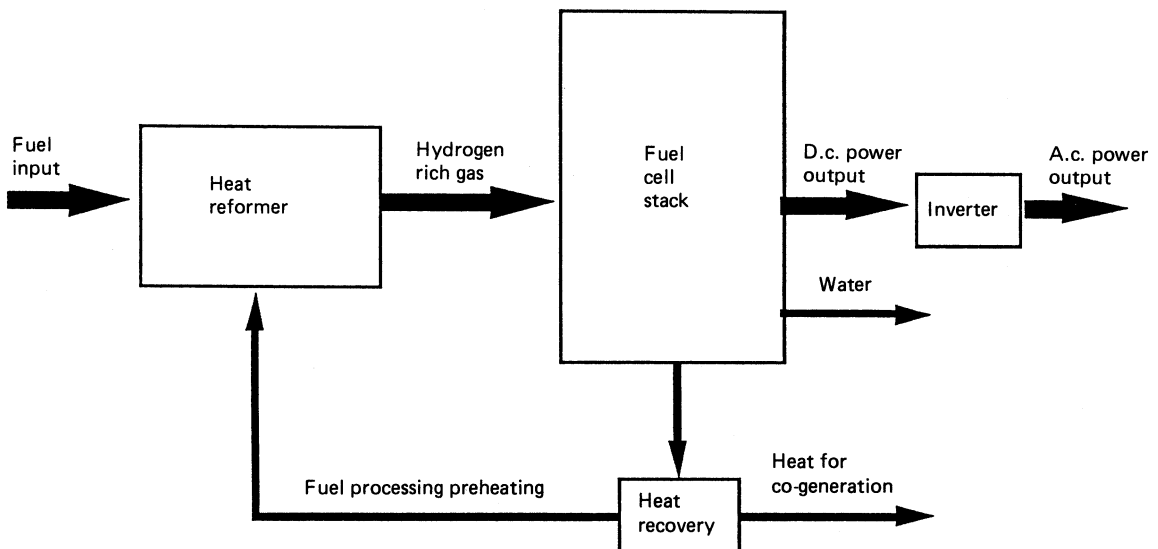 Fuel
input
Heat
reformer
Hydrogen
rich gas
Fuel
cell
stack
D.c. power
output
Inverter
A.c. power
output
Water
Fuel processing preheating
Heat
recovery
Heat for
co-generation